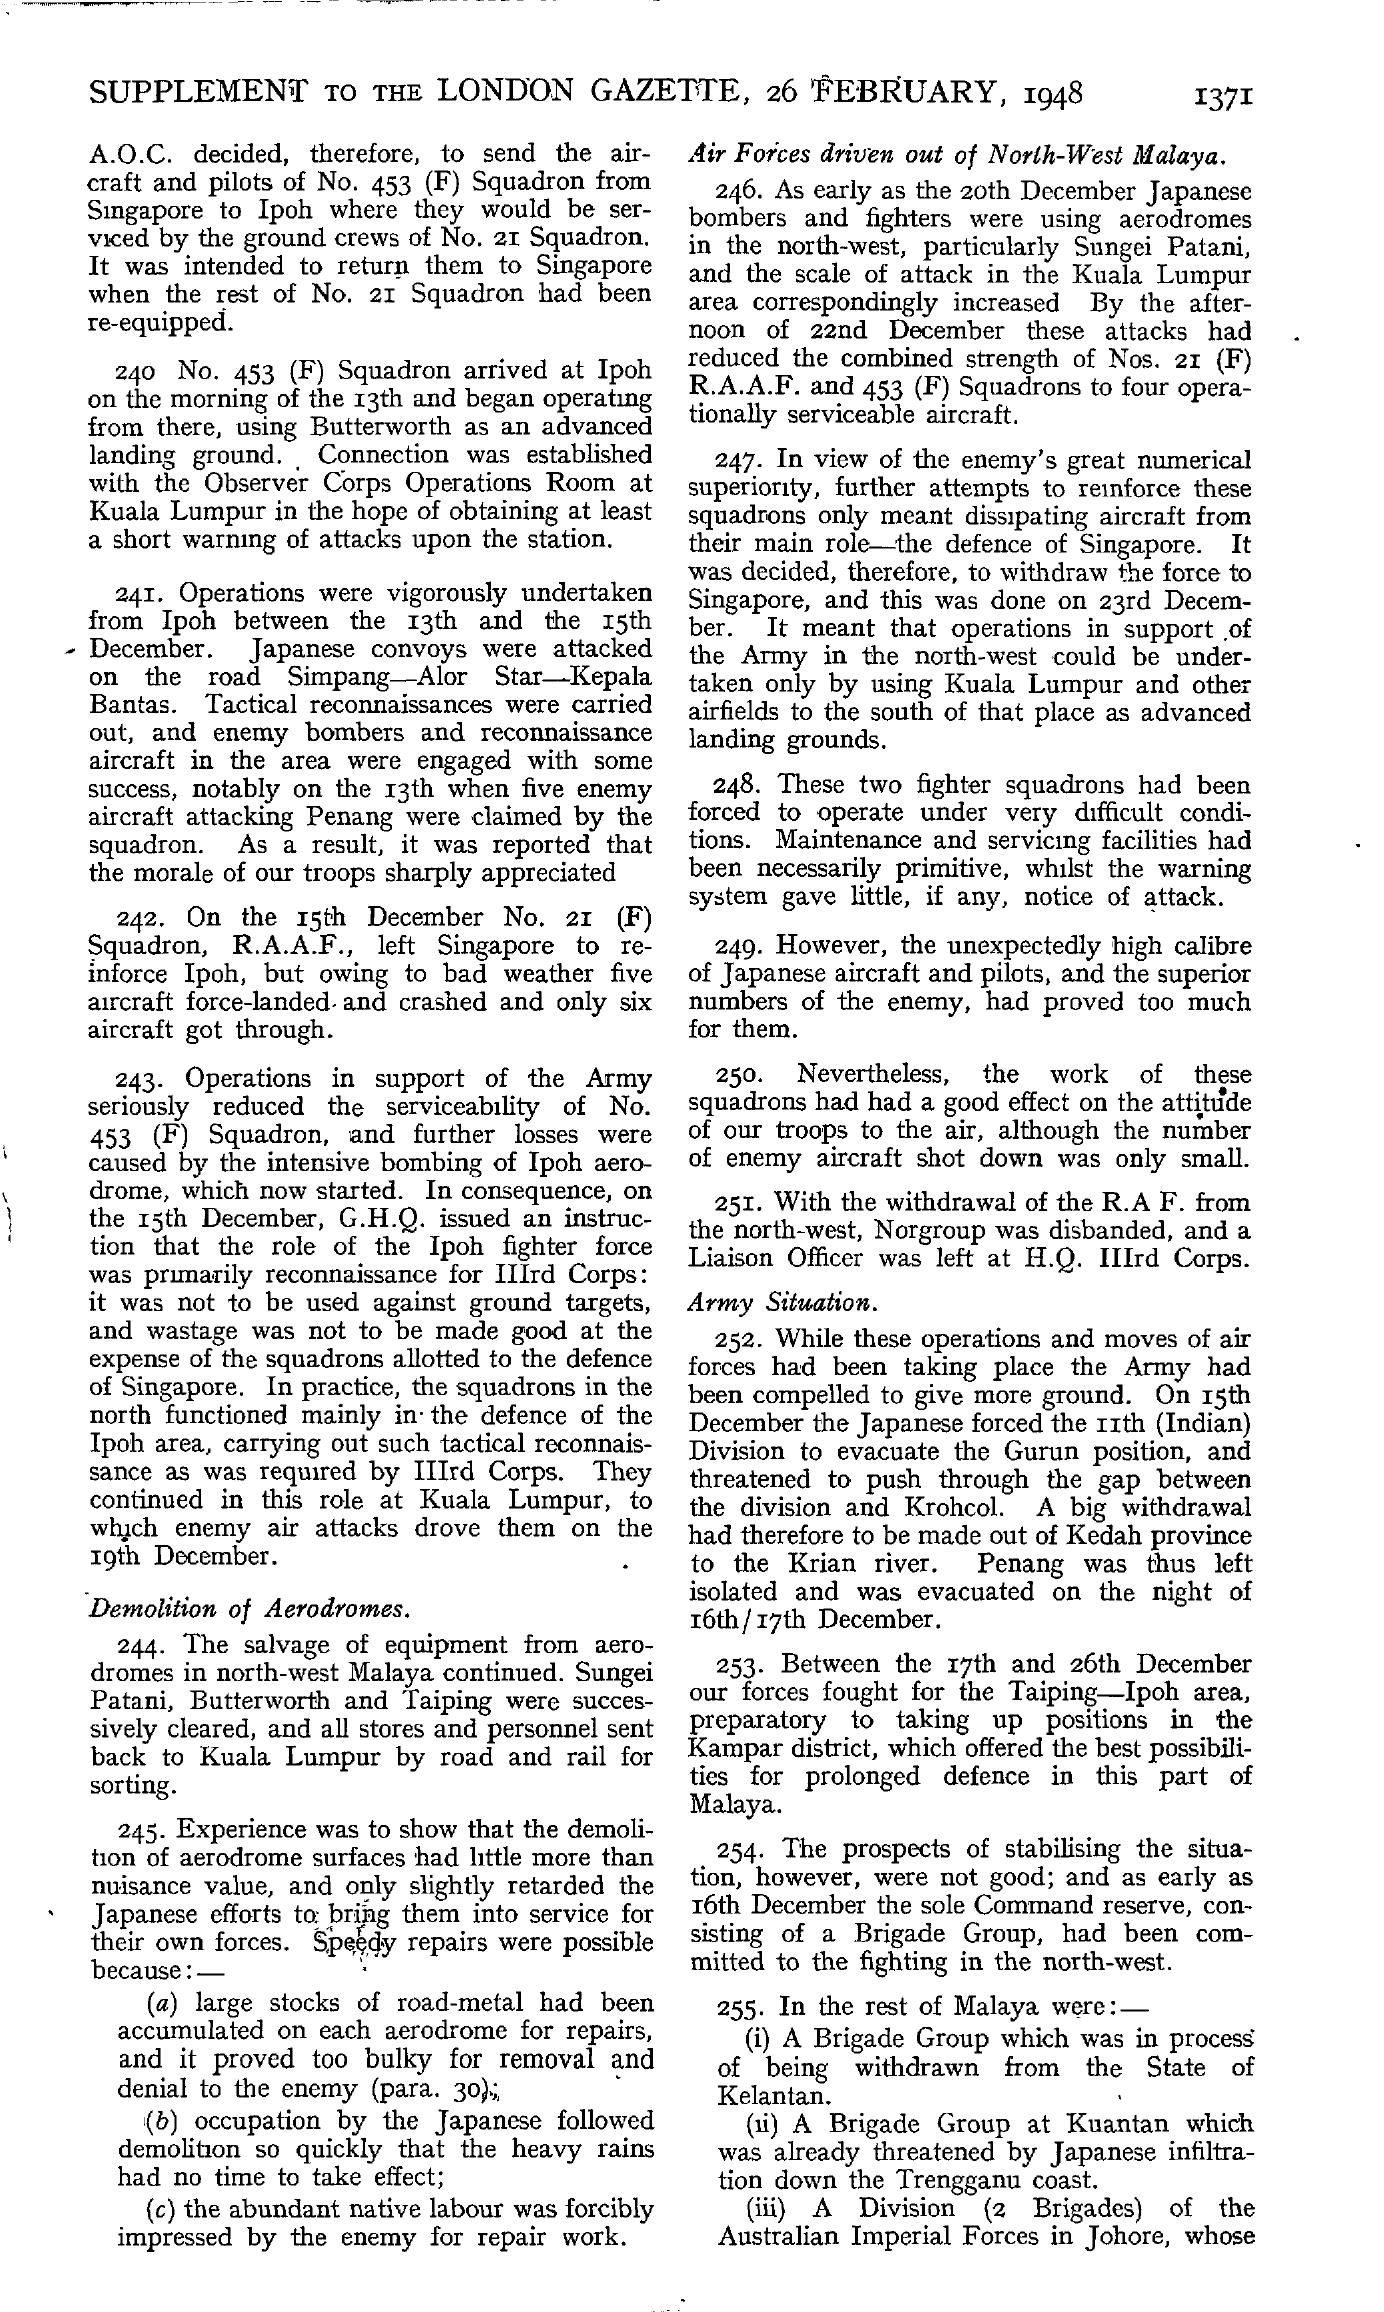 SUPPLEMENT TO THE LONDON GAZETTE, 26 FEBRUARY, 1948 1371
A.O.C. decided, therefore, to send the air-
craft and pilots of No. 453 (F) Squadron from
Singapore to Ipoh where they would be ser-
viced by the ground crews of No. 21 Squadron.
It was intended to return them to Singapore
when the rest of No. 21 Squadron had been
re-equipped.
240 No. 453 (F) Squadron arrived at Ipoh
on the morning of the 13th and began operating
from there, using Butterworth as an advanced
landing ground. Connection was established
with the Observer Corps Operations Room at
Kuala Lumpur in the hope of obtaining at least
a short warning of attacks upon the station.
241. Operations were vigorously undertaken
from Ipoh between the 13th and the 15th
December. Japanese convoys were attacked
on the road Simpang—Alor Star—Kepala
Bantas. Tactical reconnaissances were carried
out, and enemy bombers and reconnaissance
aircraft in the area were engaged with some
success, notably on the 13th when five enemy
aircraft attacking Penang were claimed by the
squadron. As a result, it was reported that
the morale of our troops sharply appreciated
242. On the 15th December No. 21 (F)
Squadron, R.A.A.F., left Singapore to re-
inforce Ipoh, but owing to bad weather five
aircraft force-landed and crashed and only six
aircraft got through.
243. Operations in support of the Army
seriously reduced the serviceability of No.
453 (F) Squadron, and further losses were
caused by the intensive bombing of Ipoh aero-
drome, which now started. In consequence, on
the 15th December, G.H.Q. issued an instruc-
tion that the role of the Ipoh fighter force
was primarily reconnaissance for IIIrd Corps:
it was not to be used against ground targets,
and wastage was not to be made good at the
expense of the squadrons allotted to the defence
of Singapore. In practice, the squadrons in the
north functioned mainly in the defence of the
Ipoh area, carrying out such tactical reconnais-
sance as was required by IIIrd Corps. They
continued in this role at Kuala Lumpur, to
which enemy air attacks drove them on the
19th December.
Demolition of Aerodromes.
244. The salvage of equipment from aero-
dromes in north-west Malaya continued. Sungei
Patani, Butterworth and Taiping were succes-
sively cleared, and all stores and personnel sent
back to Kuala Lumpur by road and rail for
sorting.
245. Experience was to show that the demoli-
tion of aerodrome surfaces had little more than
nuisance value, and only slightly retarded the
Japanese efforts to bring them into service for
their own forces. Speedy repairs were possible
because:—
(a) large stocks of road-metal had been
accumulated on each aerodrome for repairs,
and it proved too bulky for removal and
denial to the enemy (para. 30);
(b) occupation by the Japanese followed
demolition so quickly that the heavy rains
had no time to take effect;
(c) the abundant native labour was forcibly
impressed by the enemy for repair work.
Air Forces driven out of North-West Malaya.
246. As early as the 20th December Japanese
bombers and fighters were using aerodromes
in the north-west, particularly Sungei Patani,
and the scale of attack in the Kuala Lumpur
area correspondingly increased By the after-
noon of 22nd December these attacks had
reduced the combined strength of Nos. 21 (F)
R.A.A.F. and 453 (F) Squadrons to four opera-
tionally serviceable aircraft.
247. In view of the enemy's great numerical
superiority, further attempts to reinforce these
squadrons only meant dissipating aircraft from
their main role—the defence of Singapore. It
was decided, therefore, to withdraw the force to
Singapore, and this was done on 23rd Decem-
ber. It meant that operations in support of
the Army in the north-west could be under-
taken only by using Kuala Lumpur and other
airfields to the south of that place as advanced
landing grounds.
248. These two fighter squadrons had been
forced to operate under very difficult condi-
tions. Maintenance and servicing facilities had
been necessarily primitive, whilst the warning
system gave little, if any, notice of attack.
249. However, the unexpectedly high calibre
of Japanese aircraft and pilots, and the superior
numbers of the enemy, had proved too much
for them.
250. Nevertheless, the work of these
squadrons had had a good effect on the attitude
of our troops to the air, although the number
of enemy aircraft shot down was only small.
251. With the withdrawal of the R.A F. from
the north-west, Norgroup was disbanded, and a
Liaison Officer was left at H.Q. IIIrd Corps.
Army Situation.
252. While these operations and moves of air
forces had been taking place the Army had
been compelled to give more ground. On 15th
December the Japanese forced the 11th (Indian)
Division to evacuate the Gurun position, and
threatened to push through the gap between
the division and Krohcol. A big withdrawal
had therefore to be made out of Kedah province
to the Krian river. Penang was thus left
isolated and was evacuated on the night of
16th/17th December.
253. Between the 17th and 26th December
our forces fought for the Taiping—Ipoh area,
preparatory to taking up positions in the
Kampar district, which offered the best possibili-
ties for prolonged defence in this part of
Malaya.
254. The prospects of stabilising the situa-
tion, however, were not good; and as early as
16th December the sole Command reserve, con-
sisting of a Brigade Group, had been com-
mitted to the fighting in the north-west.
255. In the rest of Malaya were:—
(i) A Brigade Group which was in process
of being withdrawn from the State of
Kelantan.
(ii) A Brigade Group at Kuantan which
was already threatened by Japanese infiltra-
tion down the Trengganu coast.
(iii) A Division (2 Brigades) of the
Australian Imperial Forces in Johore, whose